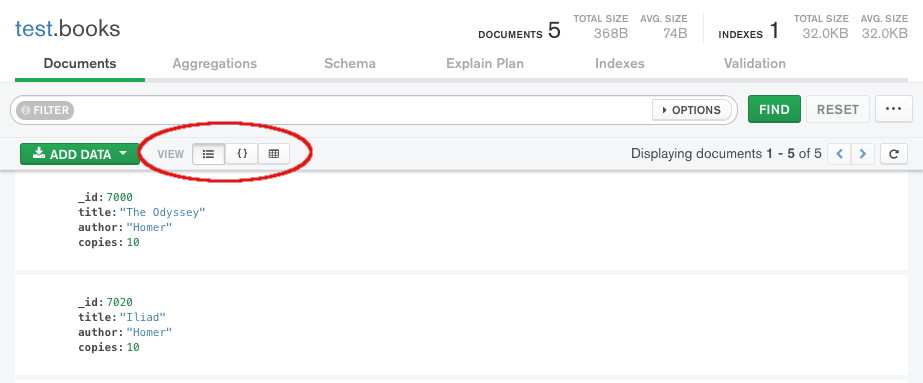 test.books
DOCUMENTS 5 TOTAL SIZE 368B AVG. SIZE 74B INDEXES 1 TOTAL SIZE 32.0KB AVG. SIZE 32.0KB
Documents Aggregations Schema Explain Plan Indexes Validation
FILTER OPTIONS FIND RESET ...
ADD DATA VIEW {} Displaying documents 1 - 5 of 5
_id: 7000
title: "The Odyssey"
author: "Homer"
copies: 10
_id: 7020
title: "Iliad"
author: "Homer"
copies: 10